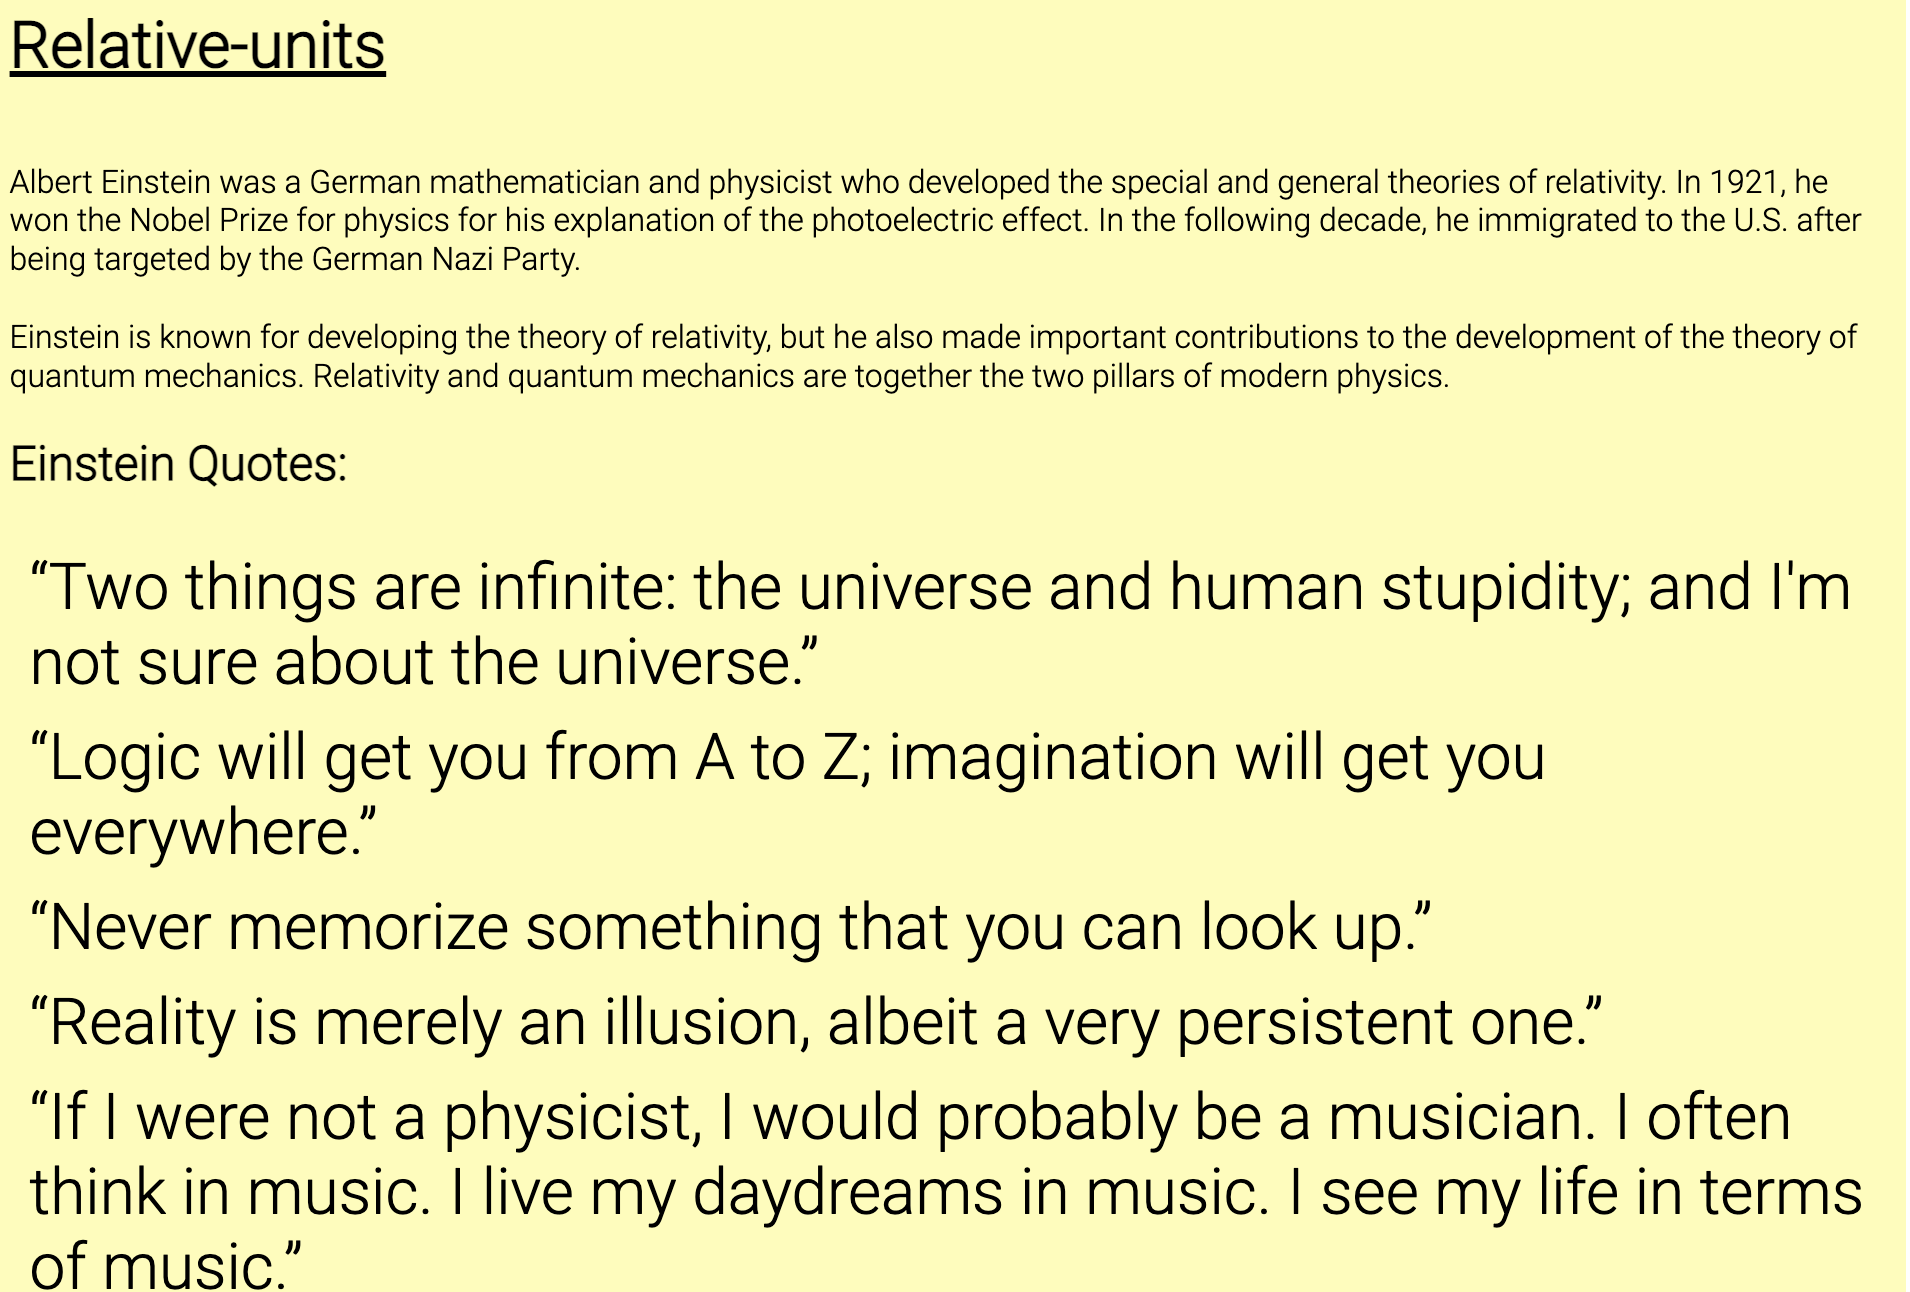 Relative-units
Albert Einstein was a German mathematician and physicist who developed the special and general theories of relativity. In 1921, he
won the Nobel Prize for physics for his explanation of the photoelectric effect. In the following decade, he immigrated to the U.S. after
being targeted by the German Nazi Party.
Einstein is known for developing the theory of relativity, but he also made important contributions to the development of the theory of
quantum mechanics. Relativity and quantum mechanics are together the two pillars of modern physics.
Einstein Quotes:
“Two things are infinite: the universe and human stupidity; and I'm
not sure about the universe.”
“Logic will get you from A to Z; imagination will get you
everywhere.”
“Never memorize something that you can look up.”
“Reality is merely an illusion, albeit a very persistent one.”
“If I were not a physicist, I would probably be a musician. I often
think in music. I live my daydreams in music. I see my life in terms
of music.”